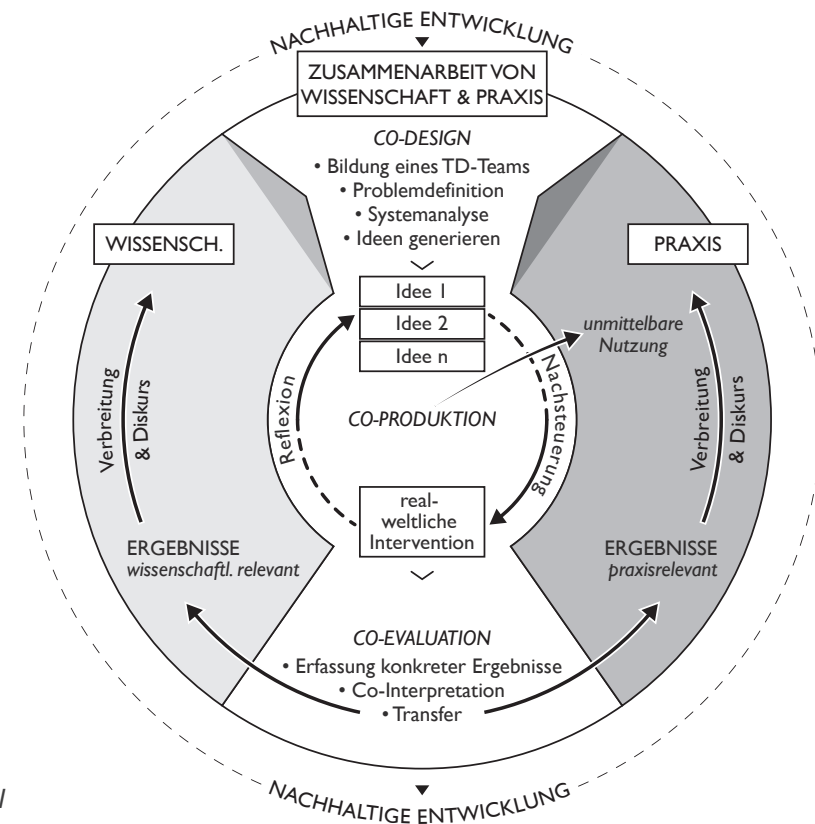 NACHHALTIGE ENTWICKLUNG
ZUSAMMENARBEIT VON
WISSENSCHAFT & PRAXIS
CO-DESIGN
• Bildung eines TD-Teams
• Problemdefinition
• Systemanalyse
• Ideen generieren
WISSENSCH.
PRAXIS
Idee 1
Idee 2
Idee n
unmittelbare
Nutzung
Reflexion
Nachsteuerung
CO-PRODUKTION
Verbreitung
& Diskurs
Verbreitung
& Diskurs
real-
weltliche
Intervention
ERGEBNISSE
wissenschaftl. relevant
ERGEBNISSE
praxisrelevant
CO-EVALUATION
• Erfassung konkreter Ergebnisse
• Co-Interpretation
• Transfer
NACHHALTIGE ENTWICKLUNG